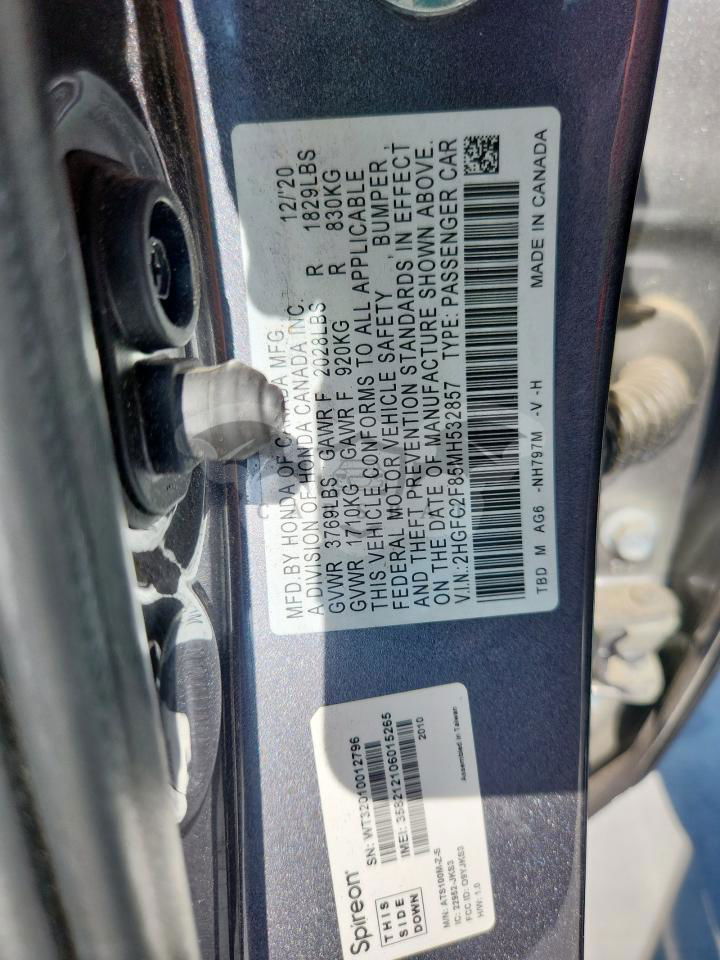 MFD.BY HONDA OF CANADA MFG. 12/'20
A DIVISION OF HONDA CANADA INC.
GVWR 3769LBS GAWR F 2028LBS R 1829LBS
GVWR 1710KG GAWR F 920KG R 830KG
THIS VEHICLE CONFORMS TO ALL APPLICABLE
FEDERAL MOTOR VEHICLE SAFETY , BUMPER ,
AND THEFT PREVENTION STANDARDS IN EFFECT
ON THE DATE OF MANUFACTURE SHOWN ABOVE.
V.I.N.:2HGFC2F88MH532857 TYPE: PASSENGER CAR
TBD M AG6 -NH797M -V -H MADE IN CANADA
Spireon
THIS
SIDE
DOWN
SN: WT32010012796
IMEI: 358212106015265
2010
M/N: ATS100M-Z-S
IC: 22952-JKS3
FCC ID: O9YJKS3
H/W: 1.0
Assembled in Taiwan